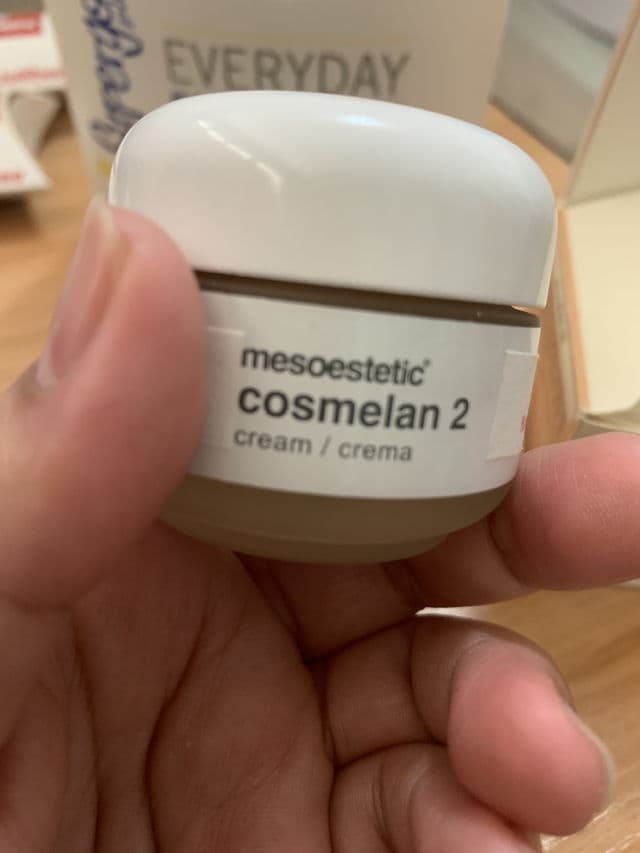 EVERYDAY
mesoestetic®
cosmelan 2
cream / crema